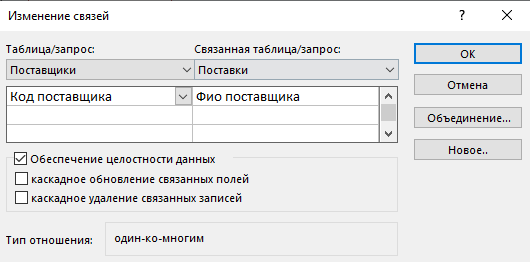 Изменение связей
?
Таблица/запрос: Связанная таблица/запрос:
Поставщики Поставки
Код поставщика Фио поставщика
Обеспечение целостности данных
каскадное обновление связанных полей
каскадное удаление связанных записей
Тип отношения: один-ко-многим
ОК
Отмена
Объединение...
Новое..